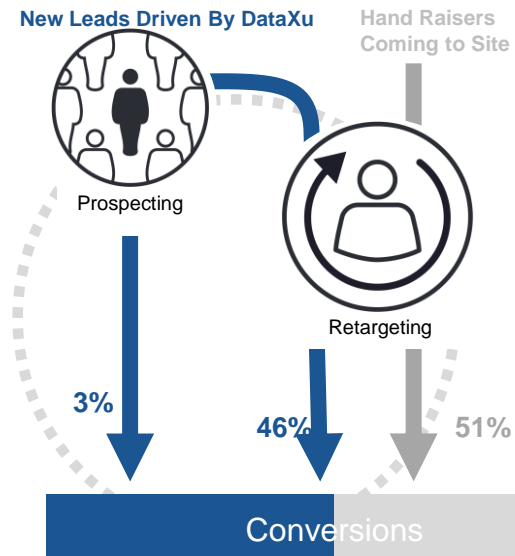 New Leads Driven By DataXu
Hand Raisers
Coming to Site
Prospecting
Retargeting
3%
46%
51%
Conversions